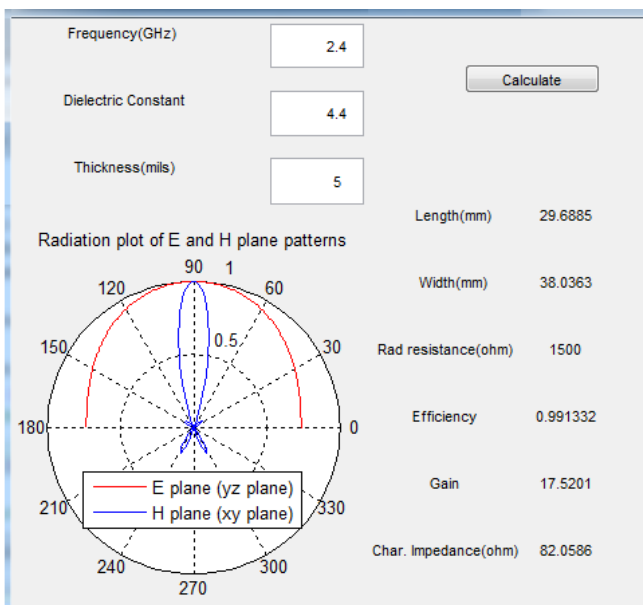 Frequency(GHz)
2.4
Calculate
Dielectric Constant
4.4
Thickness(mils)
5
Length(mm)
29.6885
Radiation plot of E and H plane patterns
90
1
120
60
Width(mm)
38.0363
150
0.5
30
Rad resistance(ohm)
1500
180
0
Efficiency
0.991332
E plane (yz plane)
H plane (xy plane)
Gain
17.5201
210
330
240
300
Char. Impedance(ohm)
82.0586
270